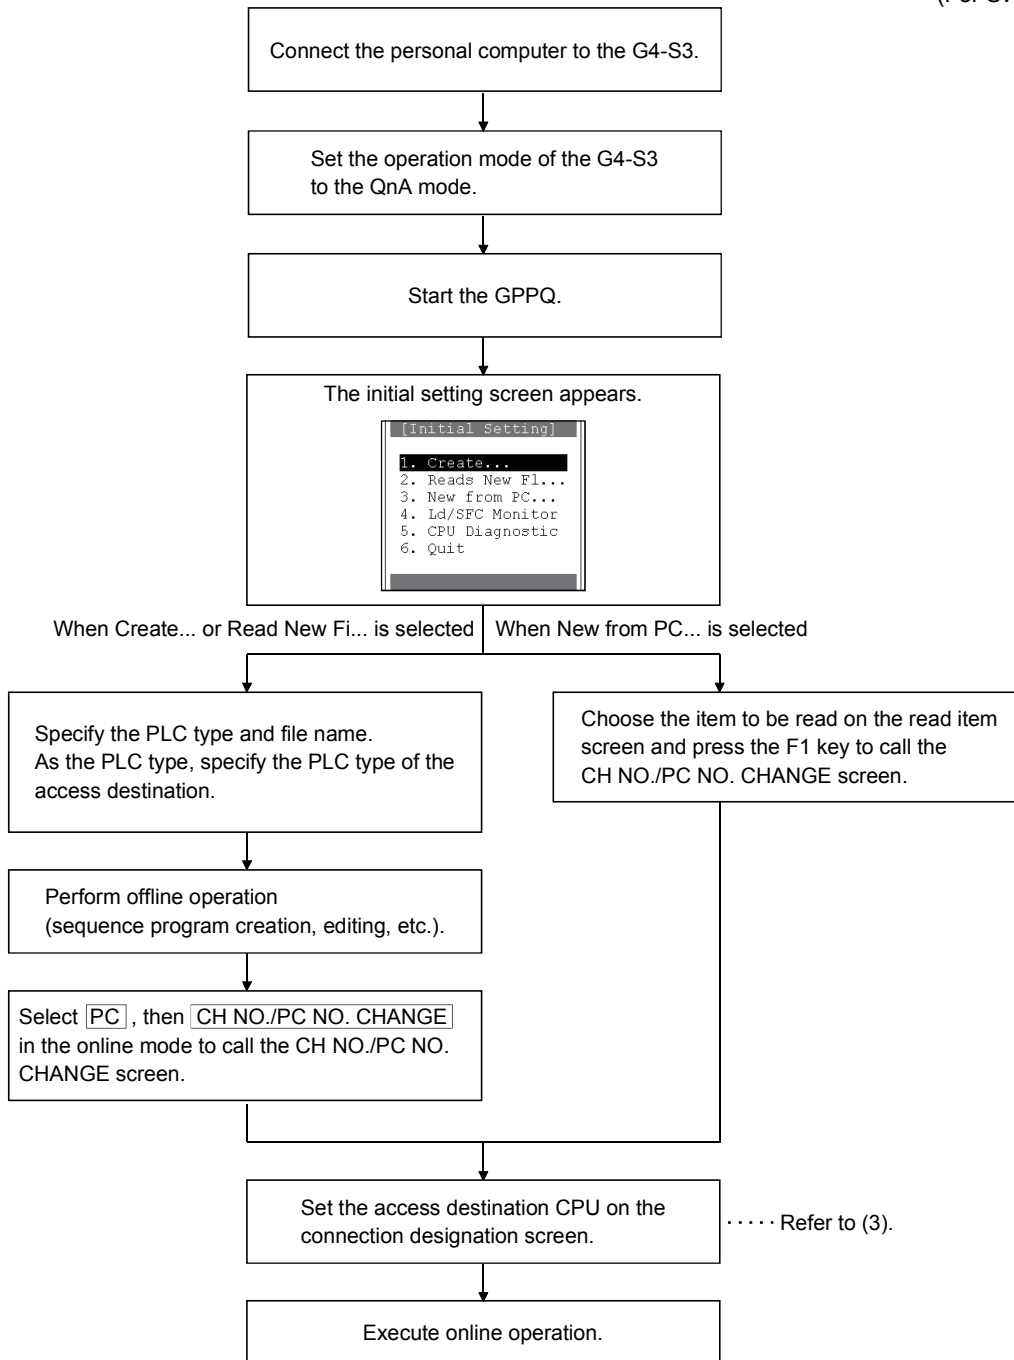 Connect the personal computer to the G4-S3.
Set the operation mode of the G4-S3
to the QnA mode.
Start the GPPQ.
The initial setting screen appears.
[Initial Setting]
1. Create...
2. Reads New Fl...
3. New from PC...
4. Ld/SFC Monitor
5. CPU Diagnostic
6. Quit
When Create... or Read New Fi... is selected
When New from PC... is selected
Specify the PLC type and file name.
As the PLC type, specify the PLC type of the
access destination.
Choose the item to be read on the read item
screen and press the F1 key to call the
CH NO./PC NO. CHANGE screen.
Perform offline operation
(sequence program creation, editing, etc.).
Select PC , then CH NO./PC NO. CHANGE
in the online mode to call the CH NO./PC NO.
CHANGE screen.
Set the access destination CPU on the
connection designation screen.
····· Refer to (3).
Execute online operation.